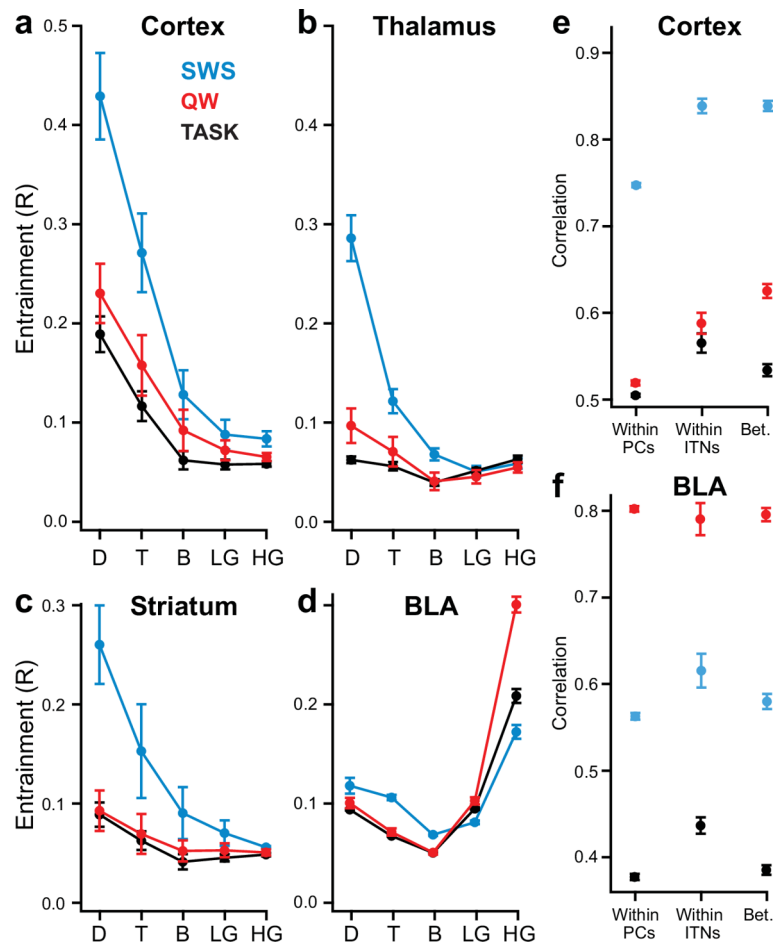 a
Cortex
SWS
QW
TASK
Entrainment (R)
0.5
0.4
0.3
0.2
0.1
0.0
D T B LG HG
b
Thalamus
0.3
0.2
0.1
0.0
D T B LG HG
e
Cortex
Correlation
0.9
0.8
0.7
0.6
0.5
Within PCs
Within ITNs
Bet.
c
Striatum
Entrainment (R)
0.3
0.2
0.1
0.0
D T B LG HG
d
BLA
0.3
0.2
0.1
0.0
D T B LG HG
f
BLA
Correlation
0.8
0.7
0.6
0.5
0.4
Within PCs
Within ITNs
Bet.